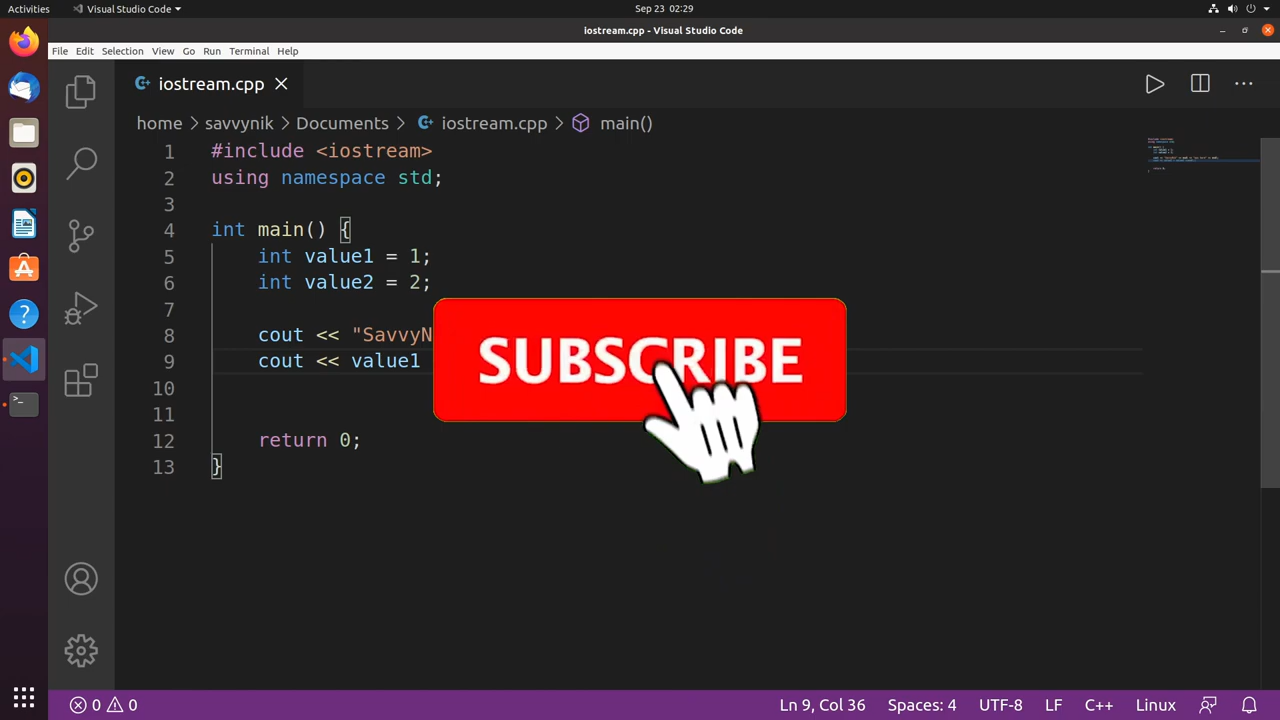 Activities Visual Studio Code Sep 23 02:29
iostream.cpp - Visual Studio Code
File Edit Selection View Go Run Terminal Help
iostream.cpp
home savvynik Documents iostream.cpp main()
1 #include <iostream>
2 using namespace std;
3
4 int main() {
5 int value1 = 1;
6 int value2 = 2;
7
8 cout << "SavvyN
9 cout << value1
10
11
12 return 0;
13 }
SUBSCRIBE
0 0 Ln 9, Col 36 Spaces: 4 UTF-8 LF C++ Linux